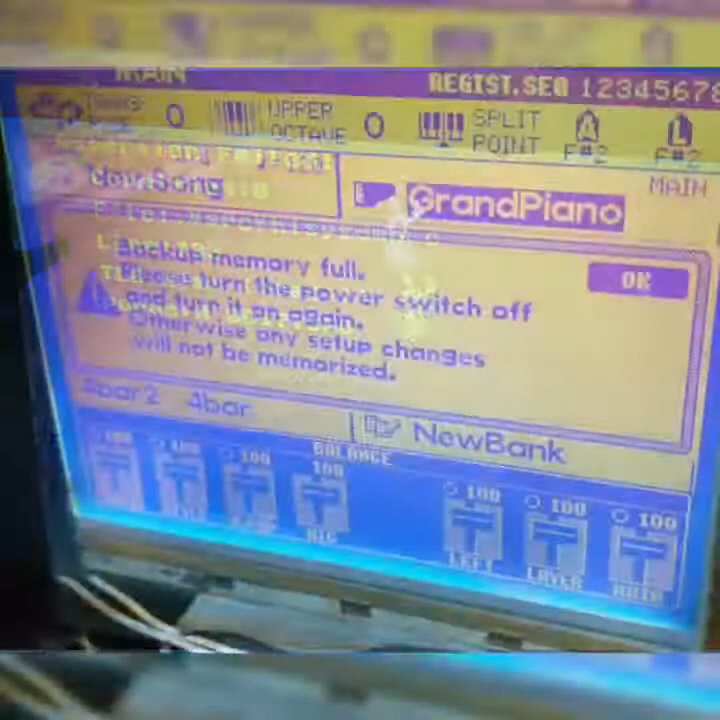 MAIN
REGIST.SEQ 12345678
0 UPPER OCTAVE 0 SPLIT POINT A F#2 L F#2
NewSong
MAIN
GrandPiano
Backup memory full.
Please turn the power switch off
and turn it on again.
Otherwise any setup changes
will not be memorized.
OK
4bar
NewBank
BALANCE
100 100 100 100 100 100 100
MIC LEFT LAYER MAIN